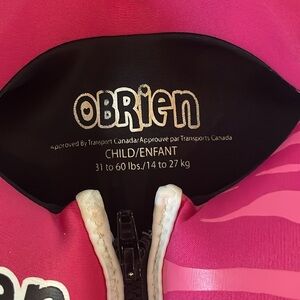 OBRien
Approved By Transport Canada/Approuvé par Transports Canada
CHILD/ENFANT
31 to 60 lbs./14 to 27 kg
en